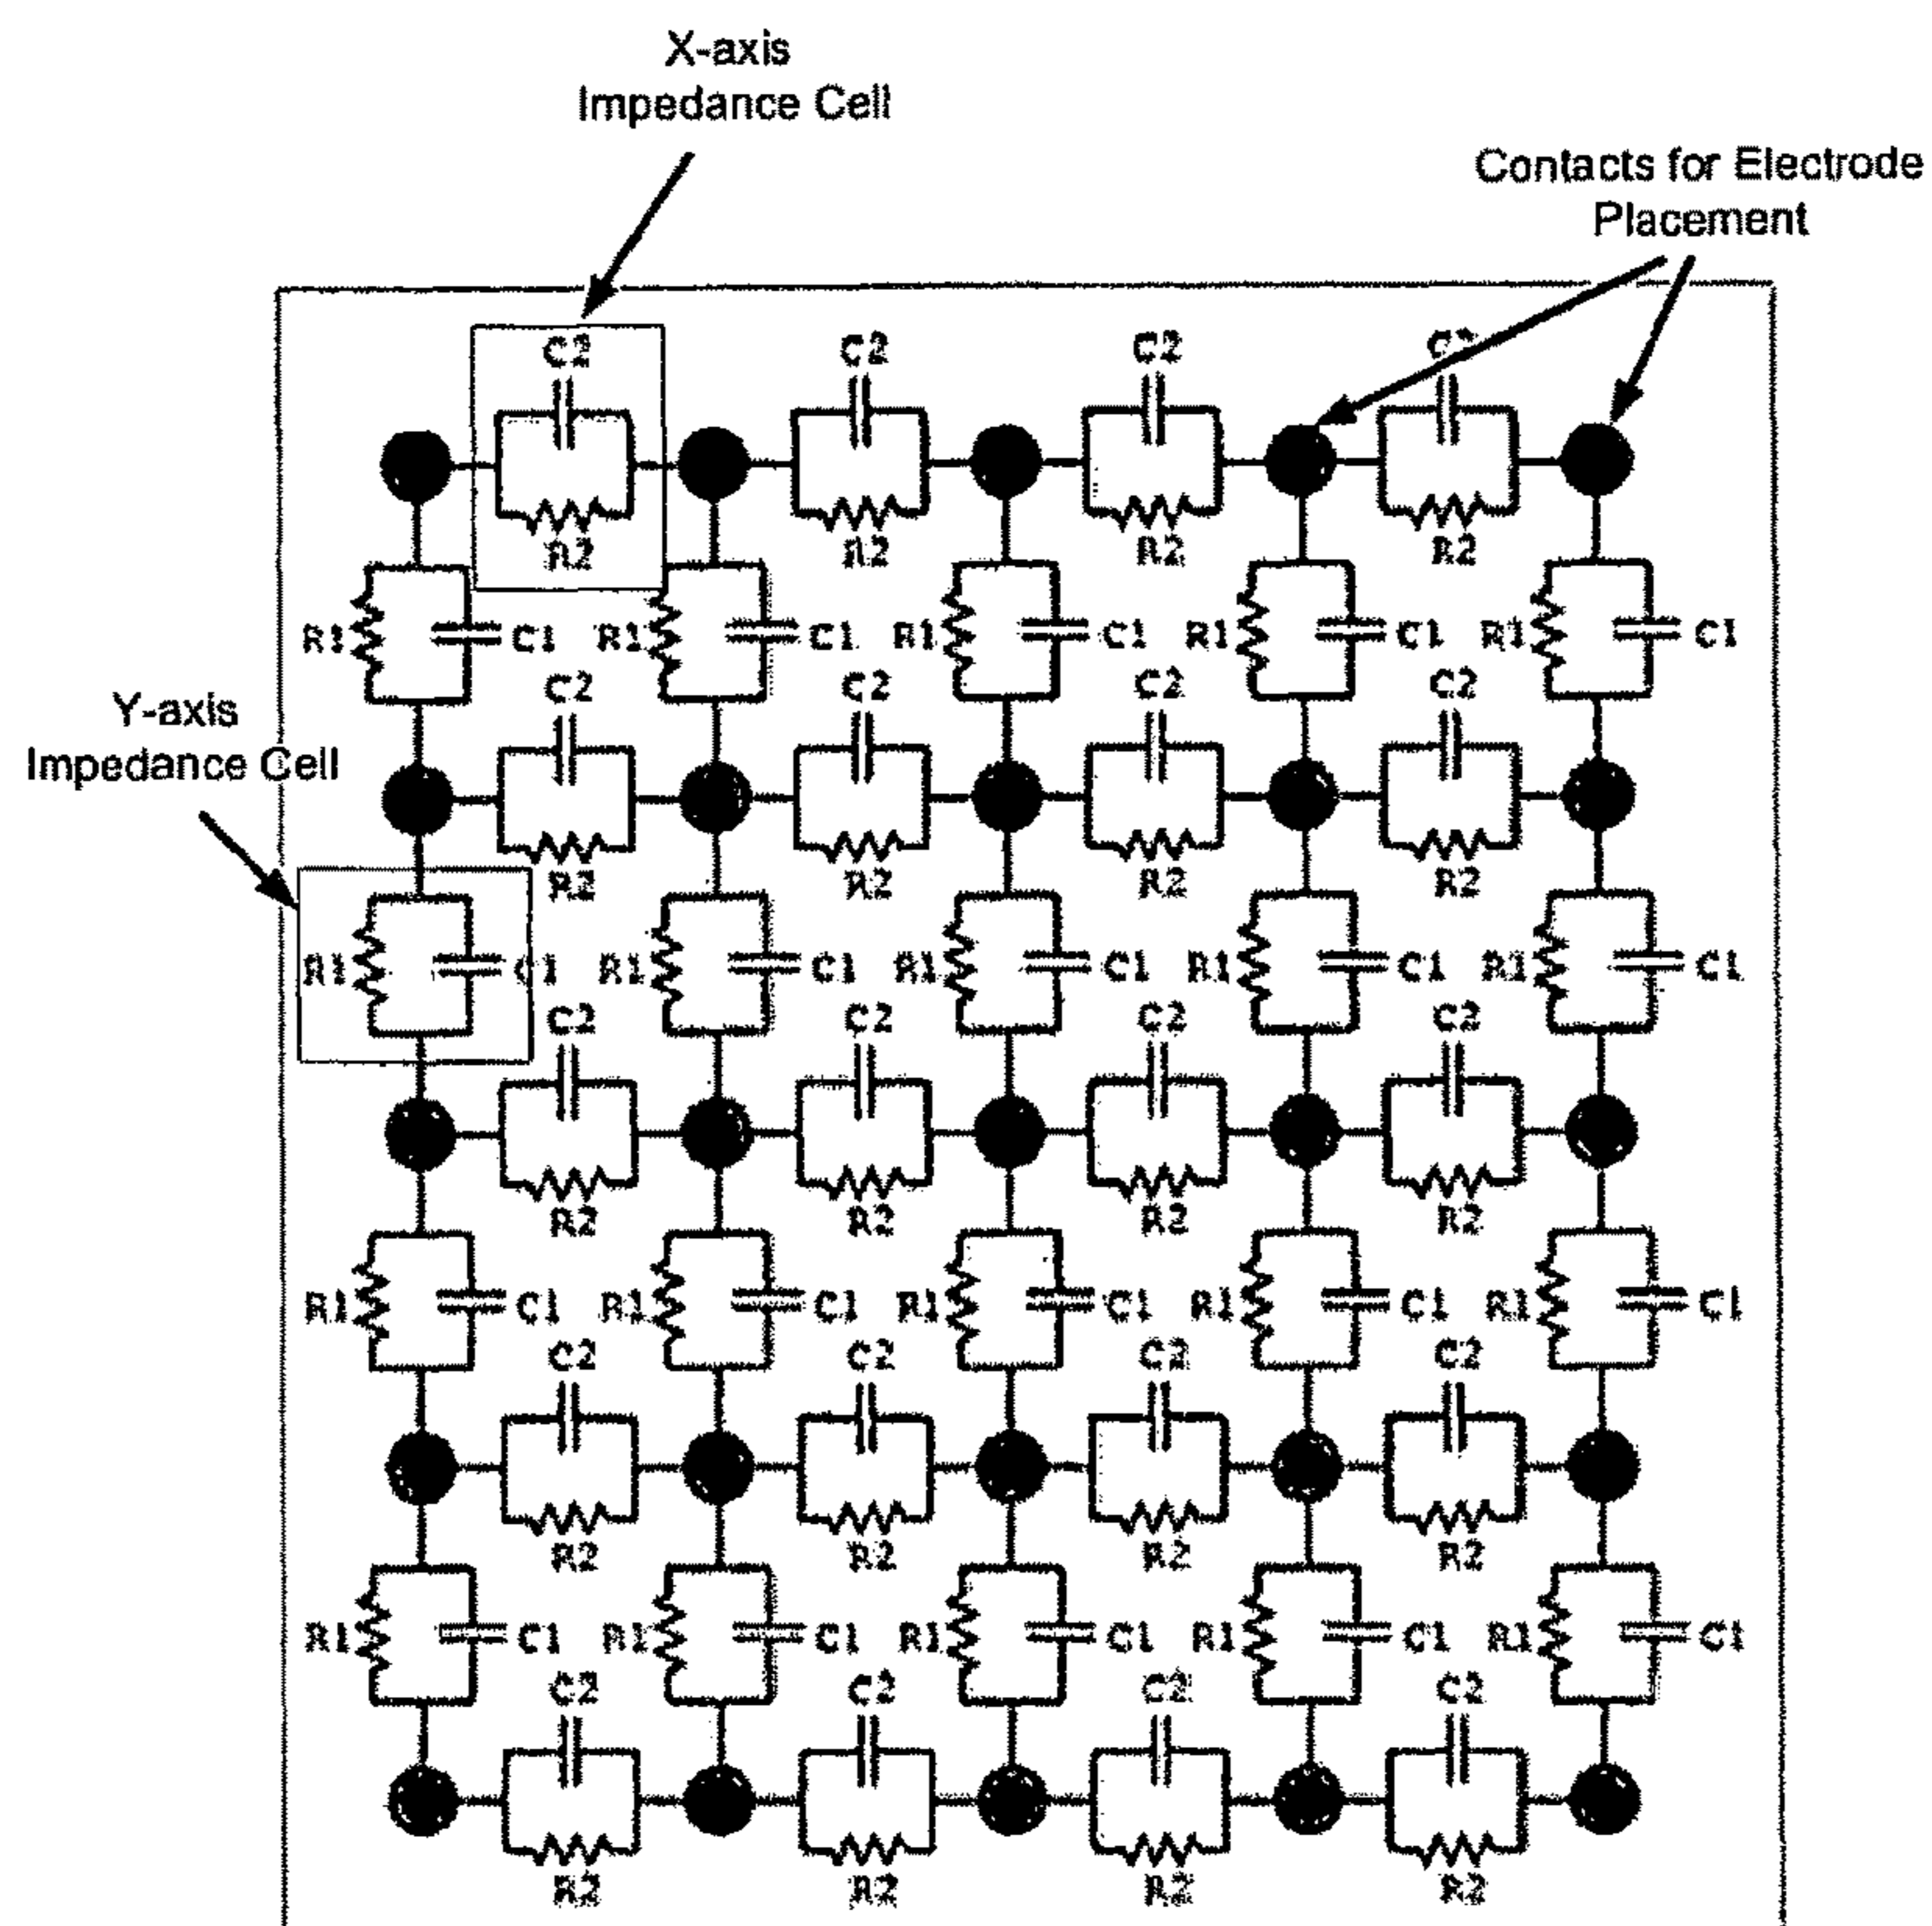 X-axis
Impedance Cell
Contacts for Electrode
Placement
C2 C2 C2
R2 R2 R2 R2
R1 C1 R1 C1 R1 C1 R1 C1 R1 C1
C2 C2 C2 C2
Y-axis
Impedance Cell
R2 R2 R2 R2
R1 C1 R1 C1 R1 C1 R1 C1 R1 C1
C2 C2 C2 C2
R2 R2 R2 R2
R1 C1 R1 C1 R1 C1 R1 C1 R1 C1
C2 C2 C2 C2
R2 R2 R2 R2
R1 C1 R1 C1 R1 C1 R1 C1 R1 C1
C2 C2 C2 C2
R2 R2 R2 R2